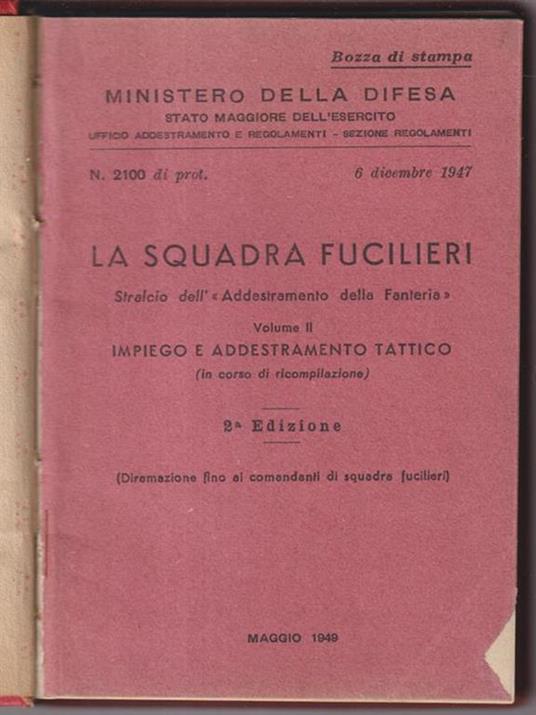 Bozza di stampa
MINISTERO DELLA DIFESA
STATO MAGGIORE DELL'ESERCITO
UFFICIO ADDESTRAMENTO E REGOLAMENTI - SEZIONE REGOLAMENTI
N. 2100 di prot. 6 dicembre 1947
LA SQUADRA FUCILIERI
Stralcio dell' «Addestramento della Fanteria»
Volume II
IMPIEGO E ADDESTRAMENTO TATTICO
(in corso di ricompilazione)
2ª Edizione
(Diramazione fino ai comandanti di squadra fucilieri)
MAGGIO 1949